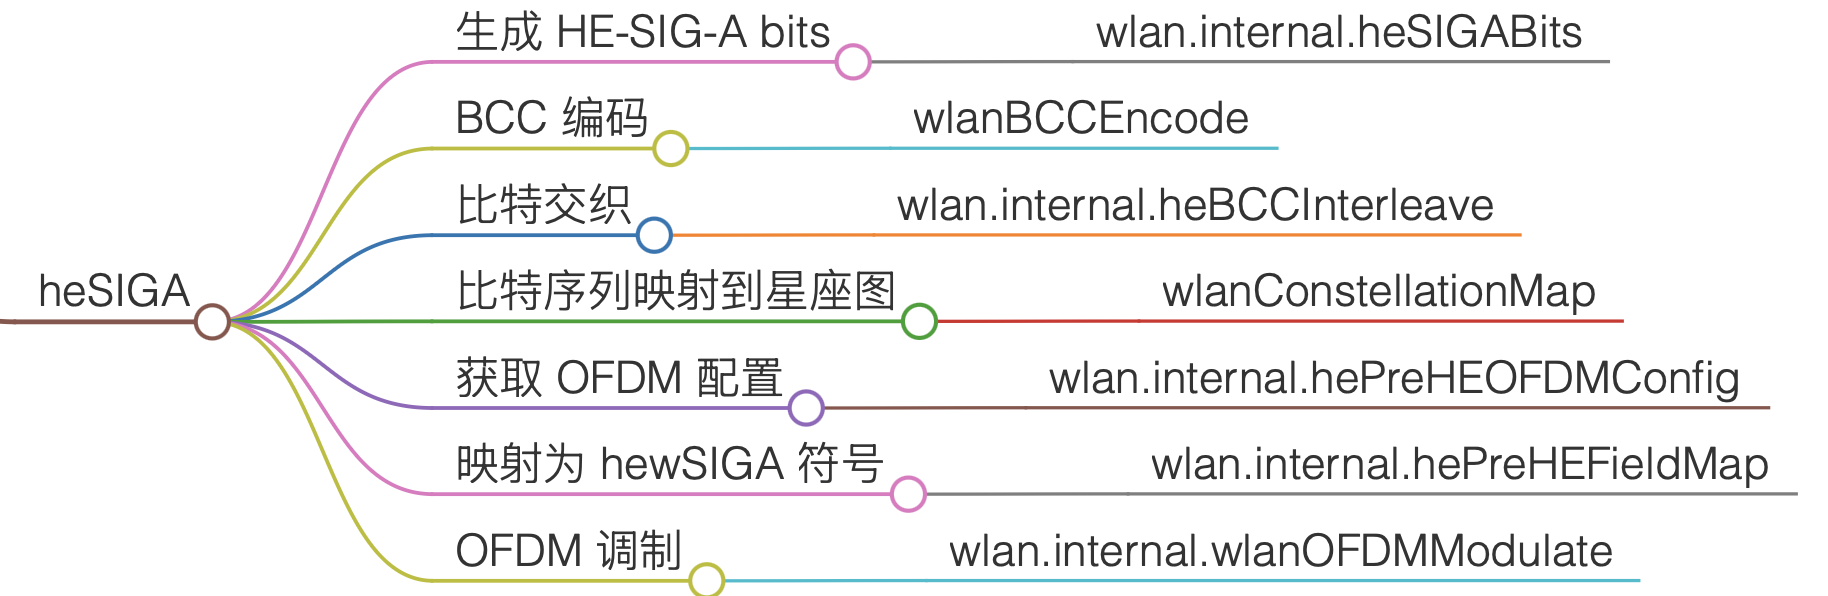 生成 HE-SIG-A bits wlan.internal.heSIGABits
BCC 编码 wlanBCCEncode
比特交织 wlan.internal.heBCCInterleave
heSIGA
比特序列映射到星座图 wlanConstellationMap
获取 OFDM 配置 wlan.internal.hePreHEOFDMConfig
映射为 hewSIGA 符号 wlan.internal.hePreHEFieldMap
OFDM 调制 wlan.internal.wlanOFDMModulate